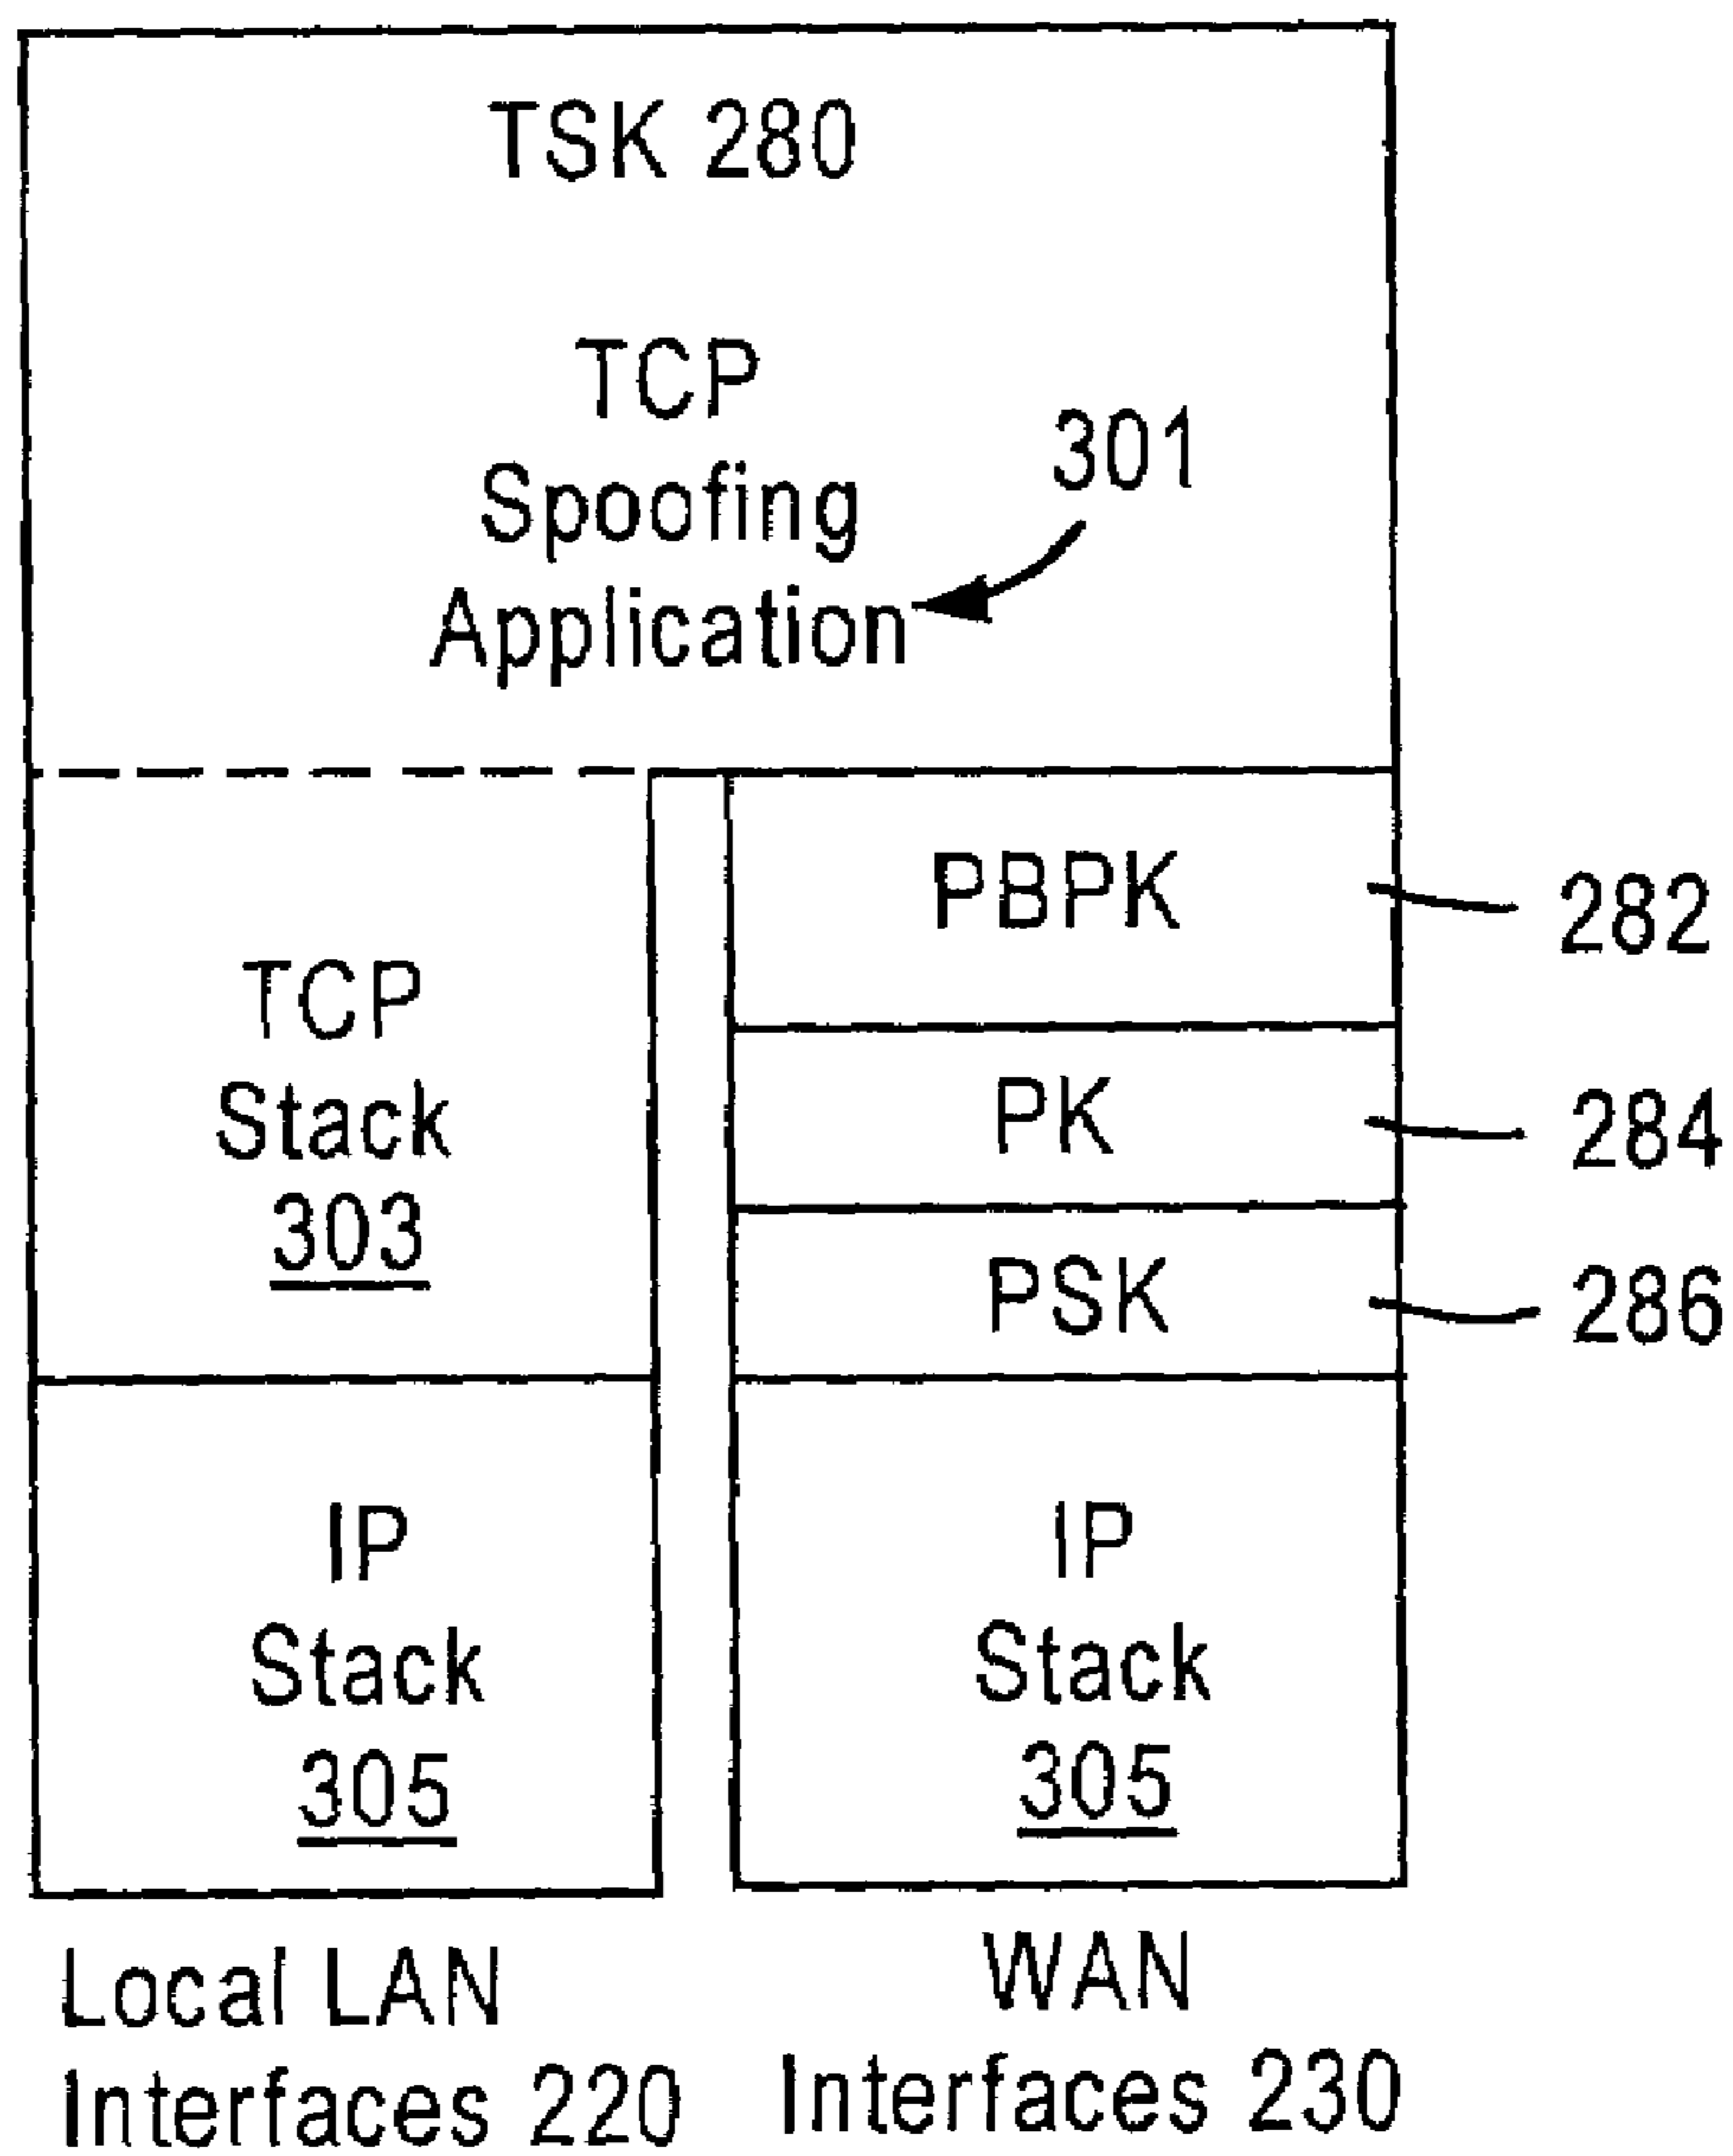 TSK 280
TCP
Spoofing
Application
301
TCP
Stack
303
IP
Stack
305
PBPK
282
PK
284
PSK
286
IP
Stack
305
Local LAN
Interfaces 220
WAN
Interfaces 230